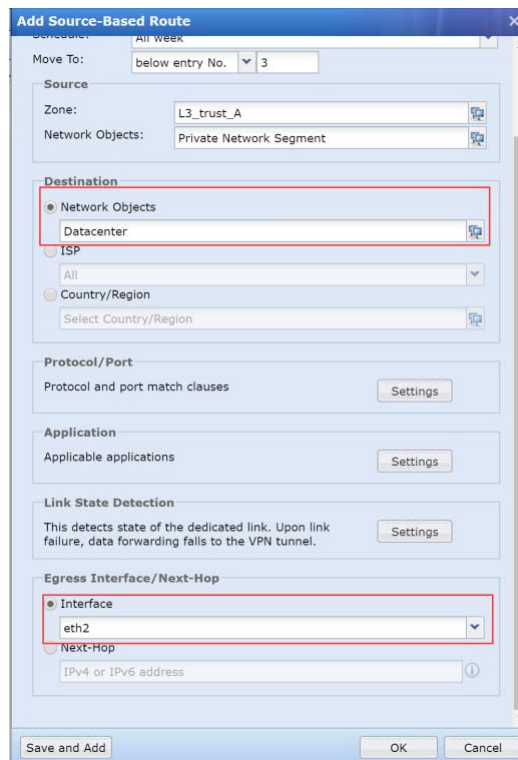 Add Source-Based Route
Schedule: All week
Move To: below entry No. 3
Source
Zone: L3_trust_A
Network Objects: Private Network Segment
Destination
Network Objects
Datacenter
ISP
All
Country/Region
Select Country/Region
Protocol/Port
Protocol and port match clauses Settings
Application
Applicable applications Settings
Link State Detection
This detects state of the dedicated link. Upon link
failure, data forwarding falls to the VPN tunnel. Settings
Egress Interface/Next-Hop
Interface
eth2
Next-Hop
IPv4 or IPv6 address
Save and Add OK Cancel